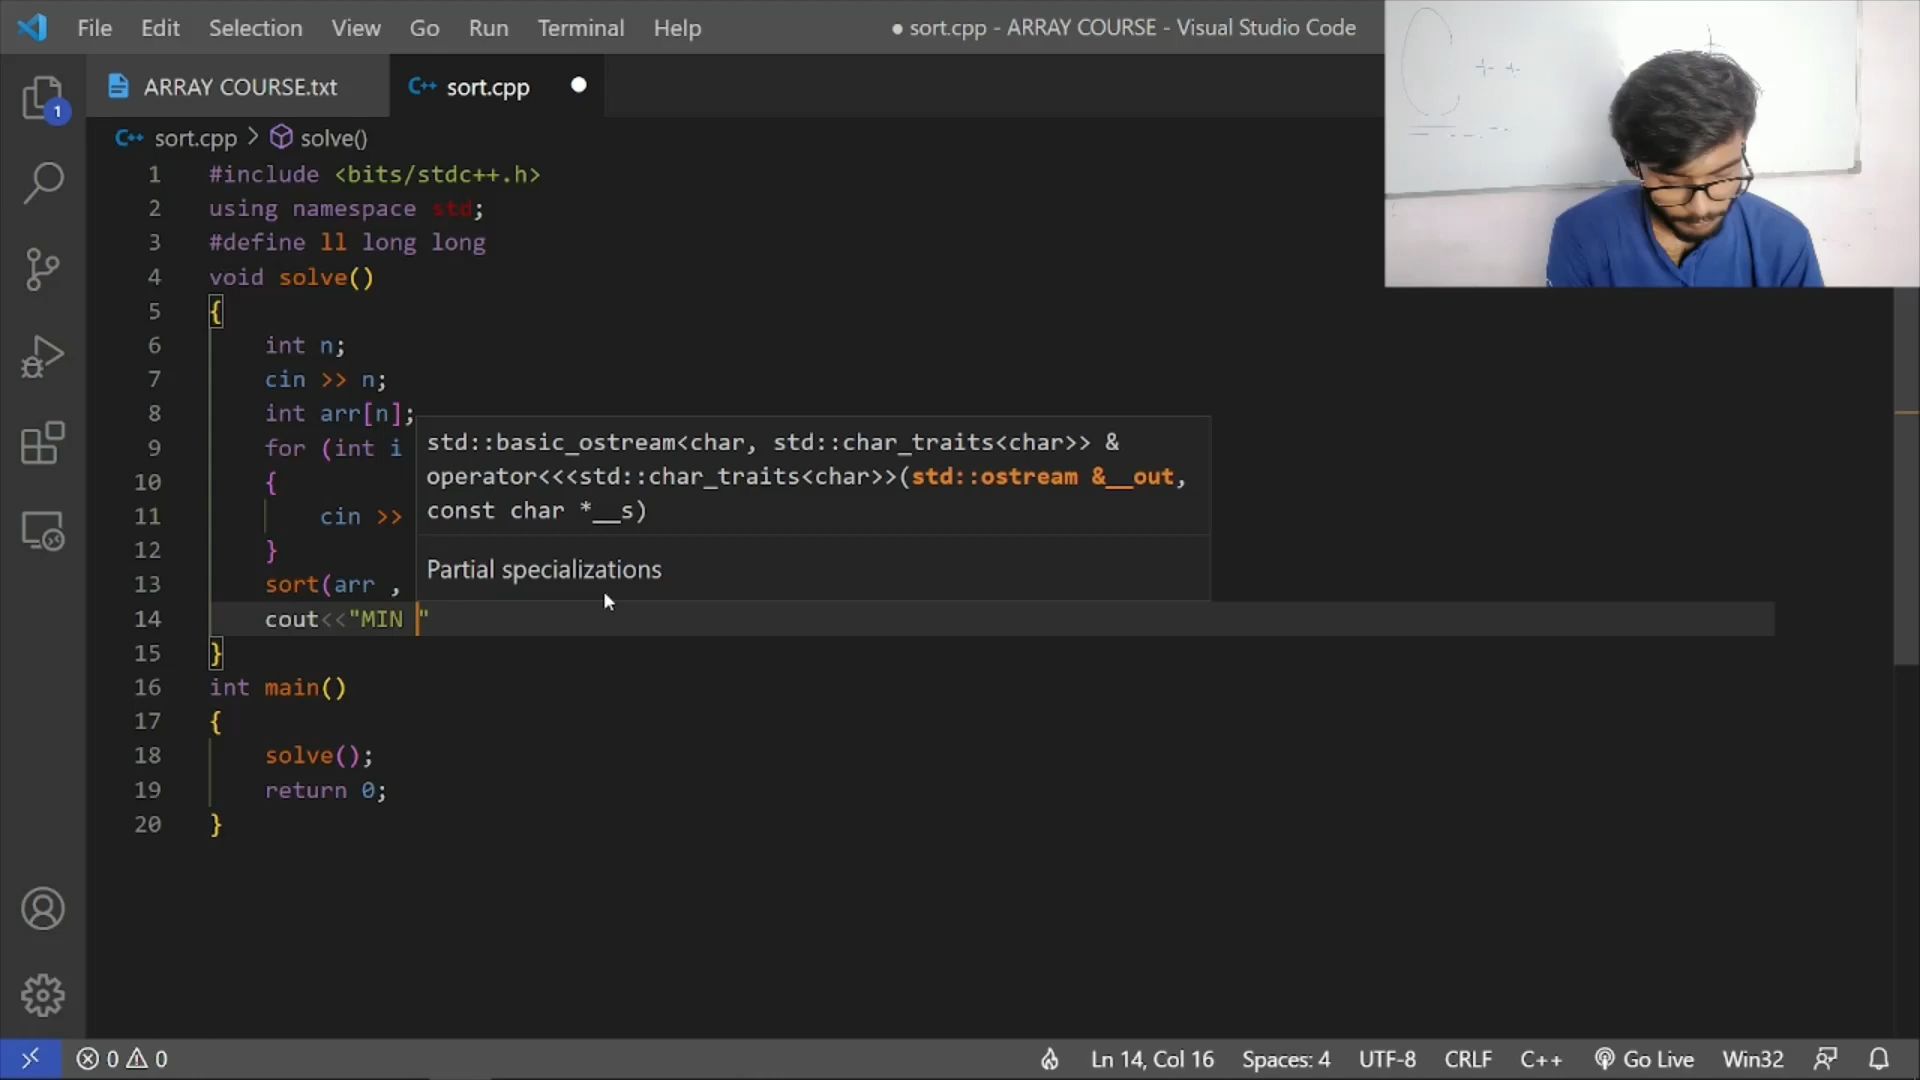 File Edit Selection View Go Run Terminal Help
● sort.cpp - ARRAY COURSE - Visual Studio Code
ARRAY COURSE.txt
C++ sort.cpp ●
C++ sort.cpp > solve()
1 #include <bits/stdc++.h>
2 using namespace std;
3 #define ll long long
4 void solve()
5 {
6 int n;
7 cin >> n;
8 int arr[n];
9 for (int i
10 {
11 cin >>
12 }
13 sort(arr ,
14 cout<<"MIN "
15 }
16 int main()
17 {
18 solve();
19 return 0;
20 }
std::basic_ostream<char, std::char_traits<char>> &
operator<<<std::char_traits<char>>(std::ostream &__out,
const char *__s)
Partial specializations
1
C++
0 0 Ln 14, Col 16 Spaces: 4 UTF-8 CRLF C++ Go Live Win32